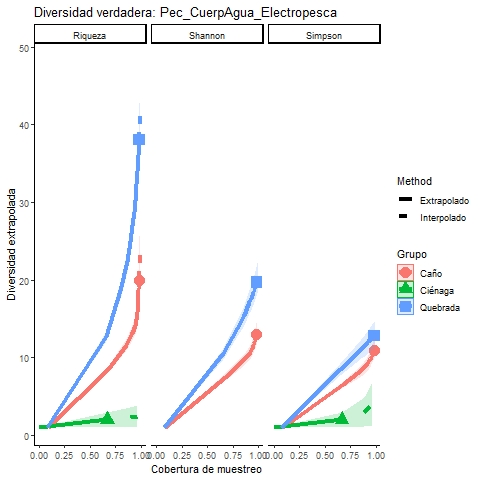 Diversidad verdadera: Pec_CuerpAgua_Electropesca
Riqueza
Shannon
Simpson
Diversidad extrapolada
50
40
30
20
10
0
0.00 0.25 0.50 0.75 1.00
0.00 0.25 0.50 0.75 1.00
0.00 0.25 0.50 0.75 1.00
Cobertura de muestreo
Method
Extrapolado
Interpolado
Grupo
Caño
Ciénaga
Quebrada